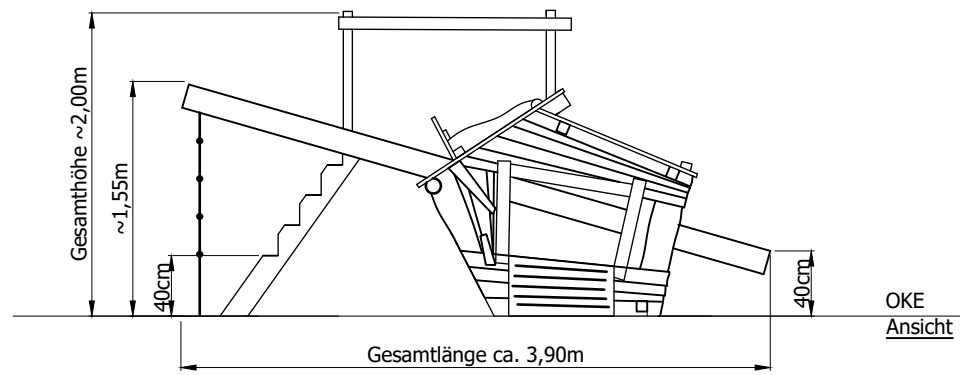 Gesamthöhe ~2,00m
~1,55m
40cm
40cm
OKE
Ansicht
Gesamtlänge ca. 3,90m